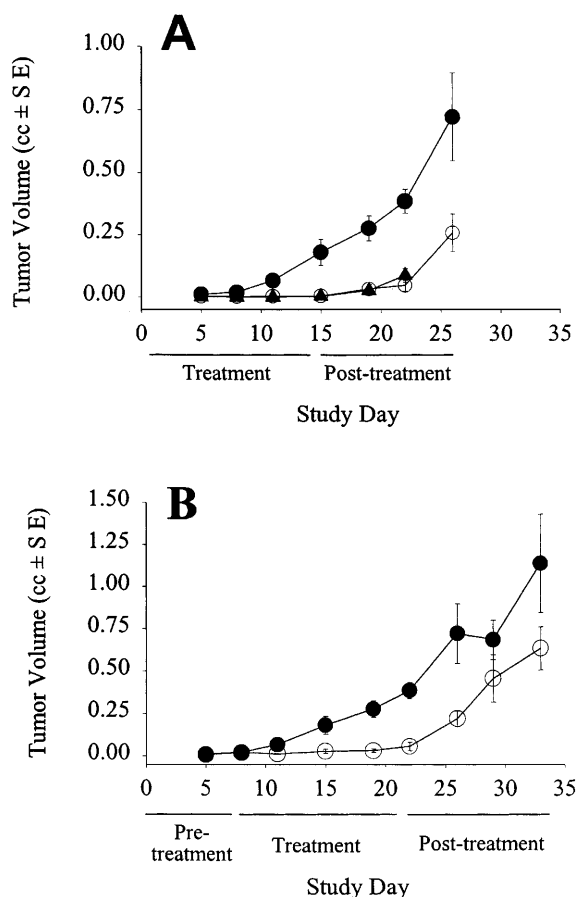 A
1.00
0.75
0.50
0.25
0.00
Tumor Volume (cc ± S E)
0 5 10 15 20 25 30 35
Treatment Post-treatment
Study Day
B
1.50
1.25
1.00
0.75
0.50
0.25
0.00
Tumor Volume (cc ± S E)
0 5 10 15 20 25 30 35
Pre-
treatment
Treatment
Post-treatment
Study Day